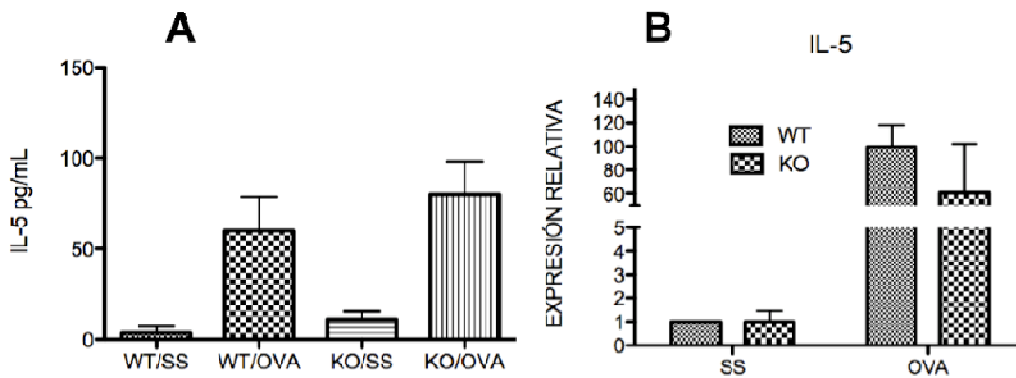 A
150
100
50
0
IL-5 pg/mL
WT/SS WT/OVA KO/SS KO/OVA
B
IL-5
140
120
100
80
60
5
4
3
2
1
0
EXPRESIÓN RELATIVA
WT
KO
SS OVA